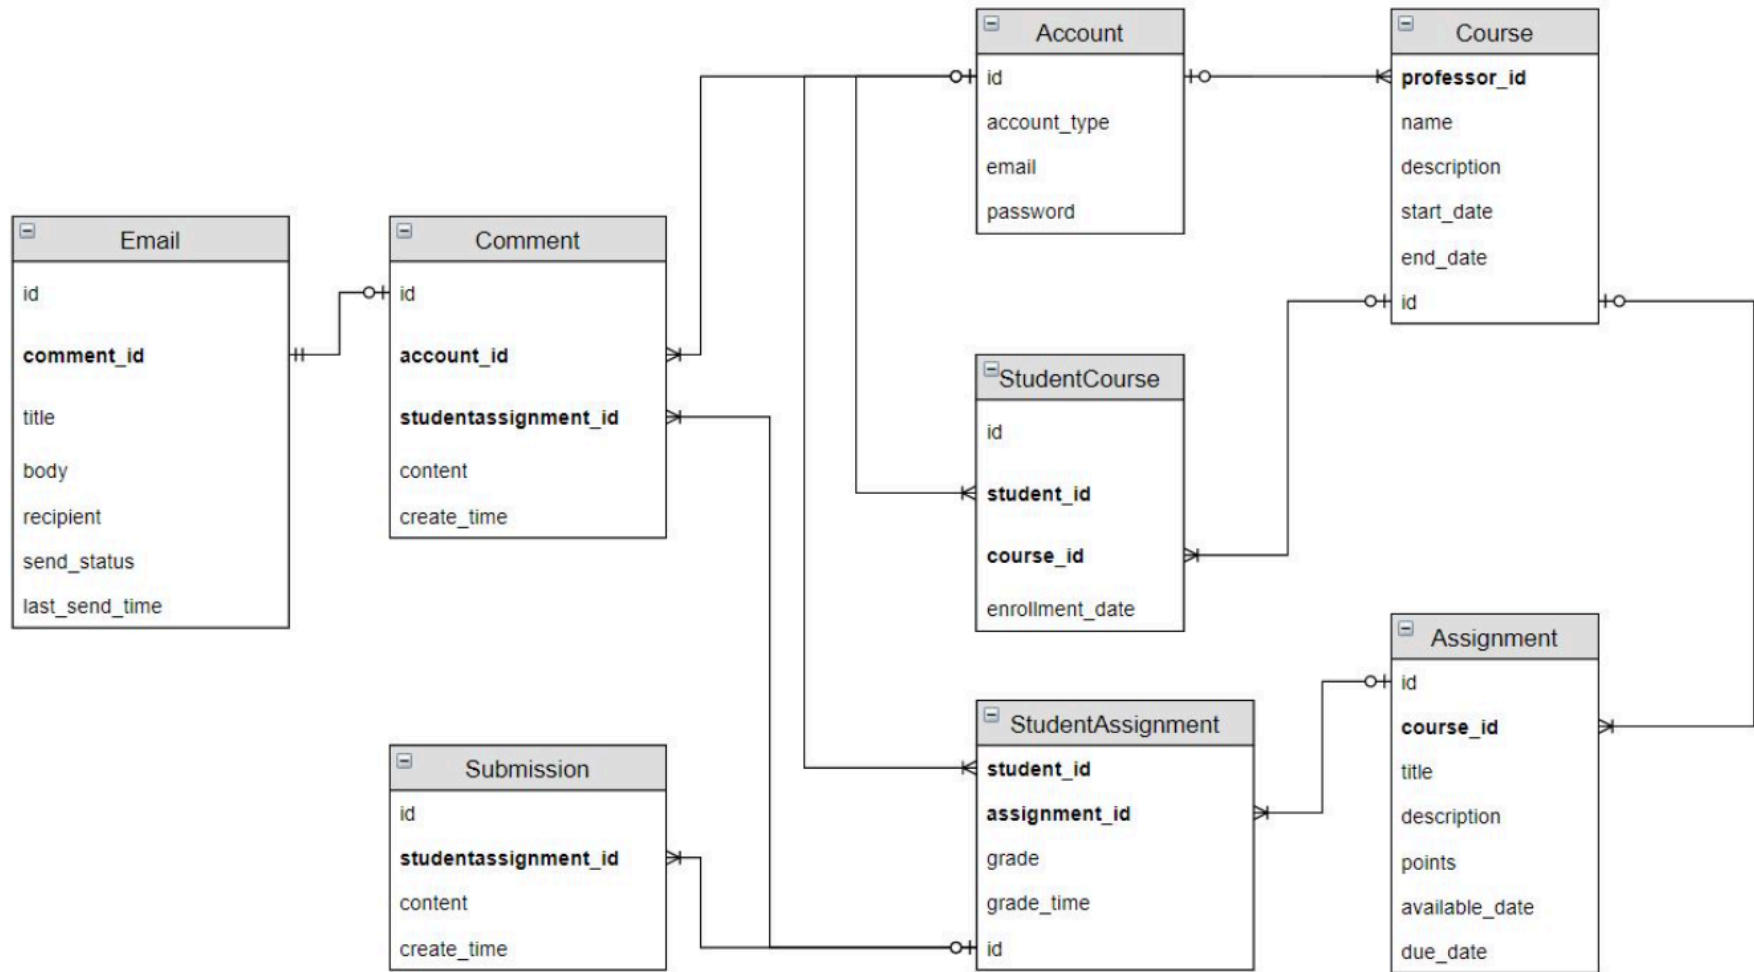 Account
id
account_type
email
password
Course
professor_id
name
description
start_date
end_date
id
Email
id
comment_id
title
body
recipient
send_status
last_send_time
Comment
id
account_id
studentassignment_id
content
create_time
StudentCourse
id
student_id
course_id
enrollment_date
Assignment
id
course_id
title
description
points
available_date
due_date
StudentAssignment
student_id
assignment_id
grade
grade_time
id
Submission
id
studentassignment_id
content
create_time